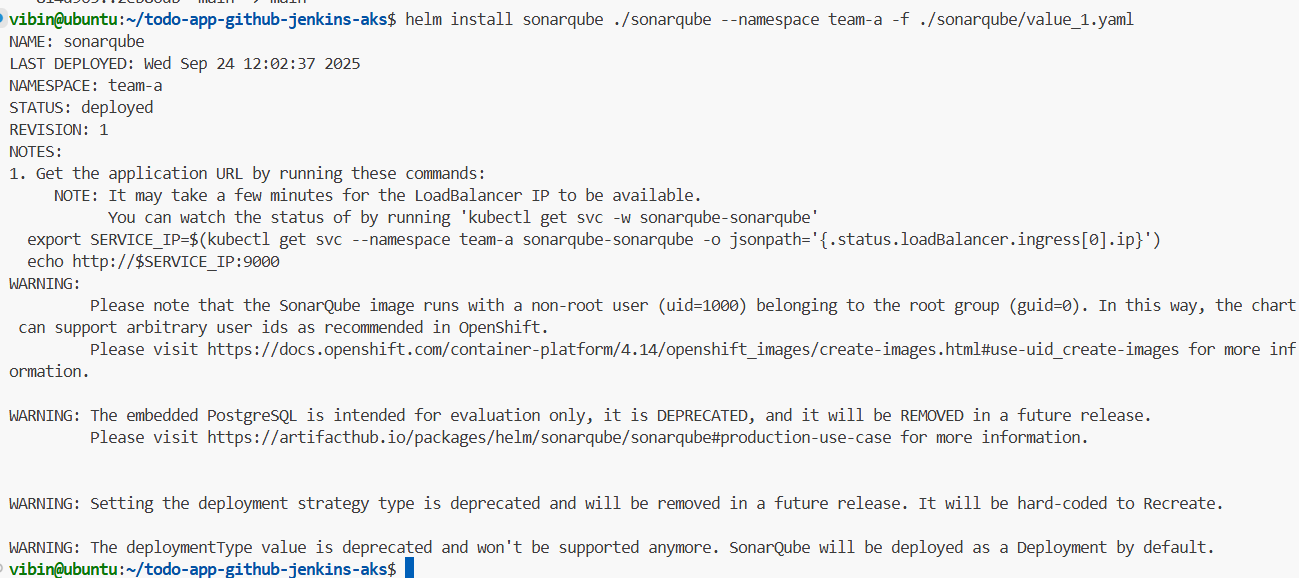 vibin@ubuntu:~/todo-app-github-jenkins-aks$ helm install sonarqube ./sonarqube --namespace team-a -f ./sonarqube/value_1.yaml
NAME: sonarqube
LAST DEPLOYED: Wed Sep 24 12:02:37 2025
NAMESPACE: team-a
STATUS: deployed
REVISION: 1
NOTES:
1. Get the application URL by running these commands:
NOTE: It may take a few minutes for the LoadBalancer IP to be available.
You can watch the status of by running 'kubectl get svc -w sonarqube-sonarqube'
export SERVICE_IP=$(kubectl get svc --namespace team-a sonarqube-sonarqube -o jsonpath='{.status.loadBalancer.ingress[0].ip}')
echo http://$SERVICE_IP:9000
WARNING:
Please note that the SonarQube image runs with a non-root user (uid=1000) belonging to the root group (guid=0). In this way, the chart
can support arbitrary user ids as recommended in OpenShift.
Please visit https://docs.openshift.com/container-platform/4.14/openshift_images/create-images.html#use-uid_create-images for more inf
ormation.
WARNING: The embedded PostgreSQL is intended for evaluation only, it is DEPRECATED, and it will be REMOVED in a future release.
Please visit https://artifacthub.io/packages/helm/sonarqube/sonarqube#production-use-case for more information.
WARNING: Setting the deployment strategy type is deprecated and will be removed in a future release. It will be hard-coded to Recreate.
WARNING: The deploymentType value is deprecated and won't be supported anymore. SonarQube will be deployed as a Deployment by default.
vibin@ubuntu:~/todo-app-github-jenkins-aks$